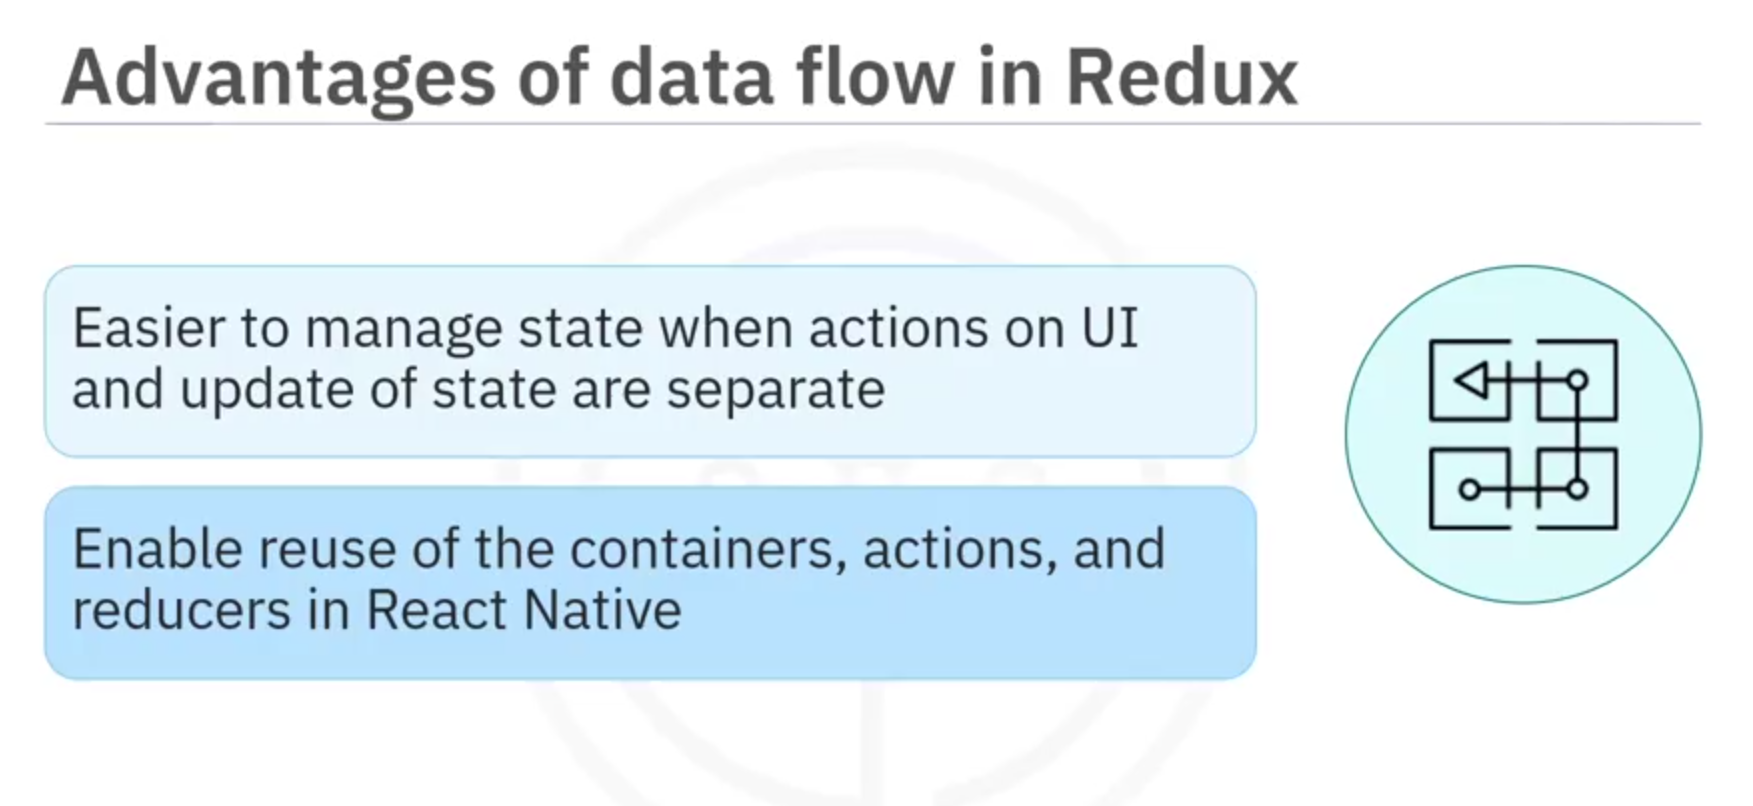 Advantages of data flow in Redux
Easier to manage state when actions on UI
and update of state are separate
Enable reuse of the containers, actions, and
reducers in React Native